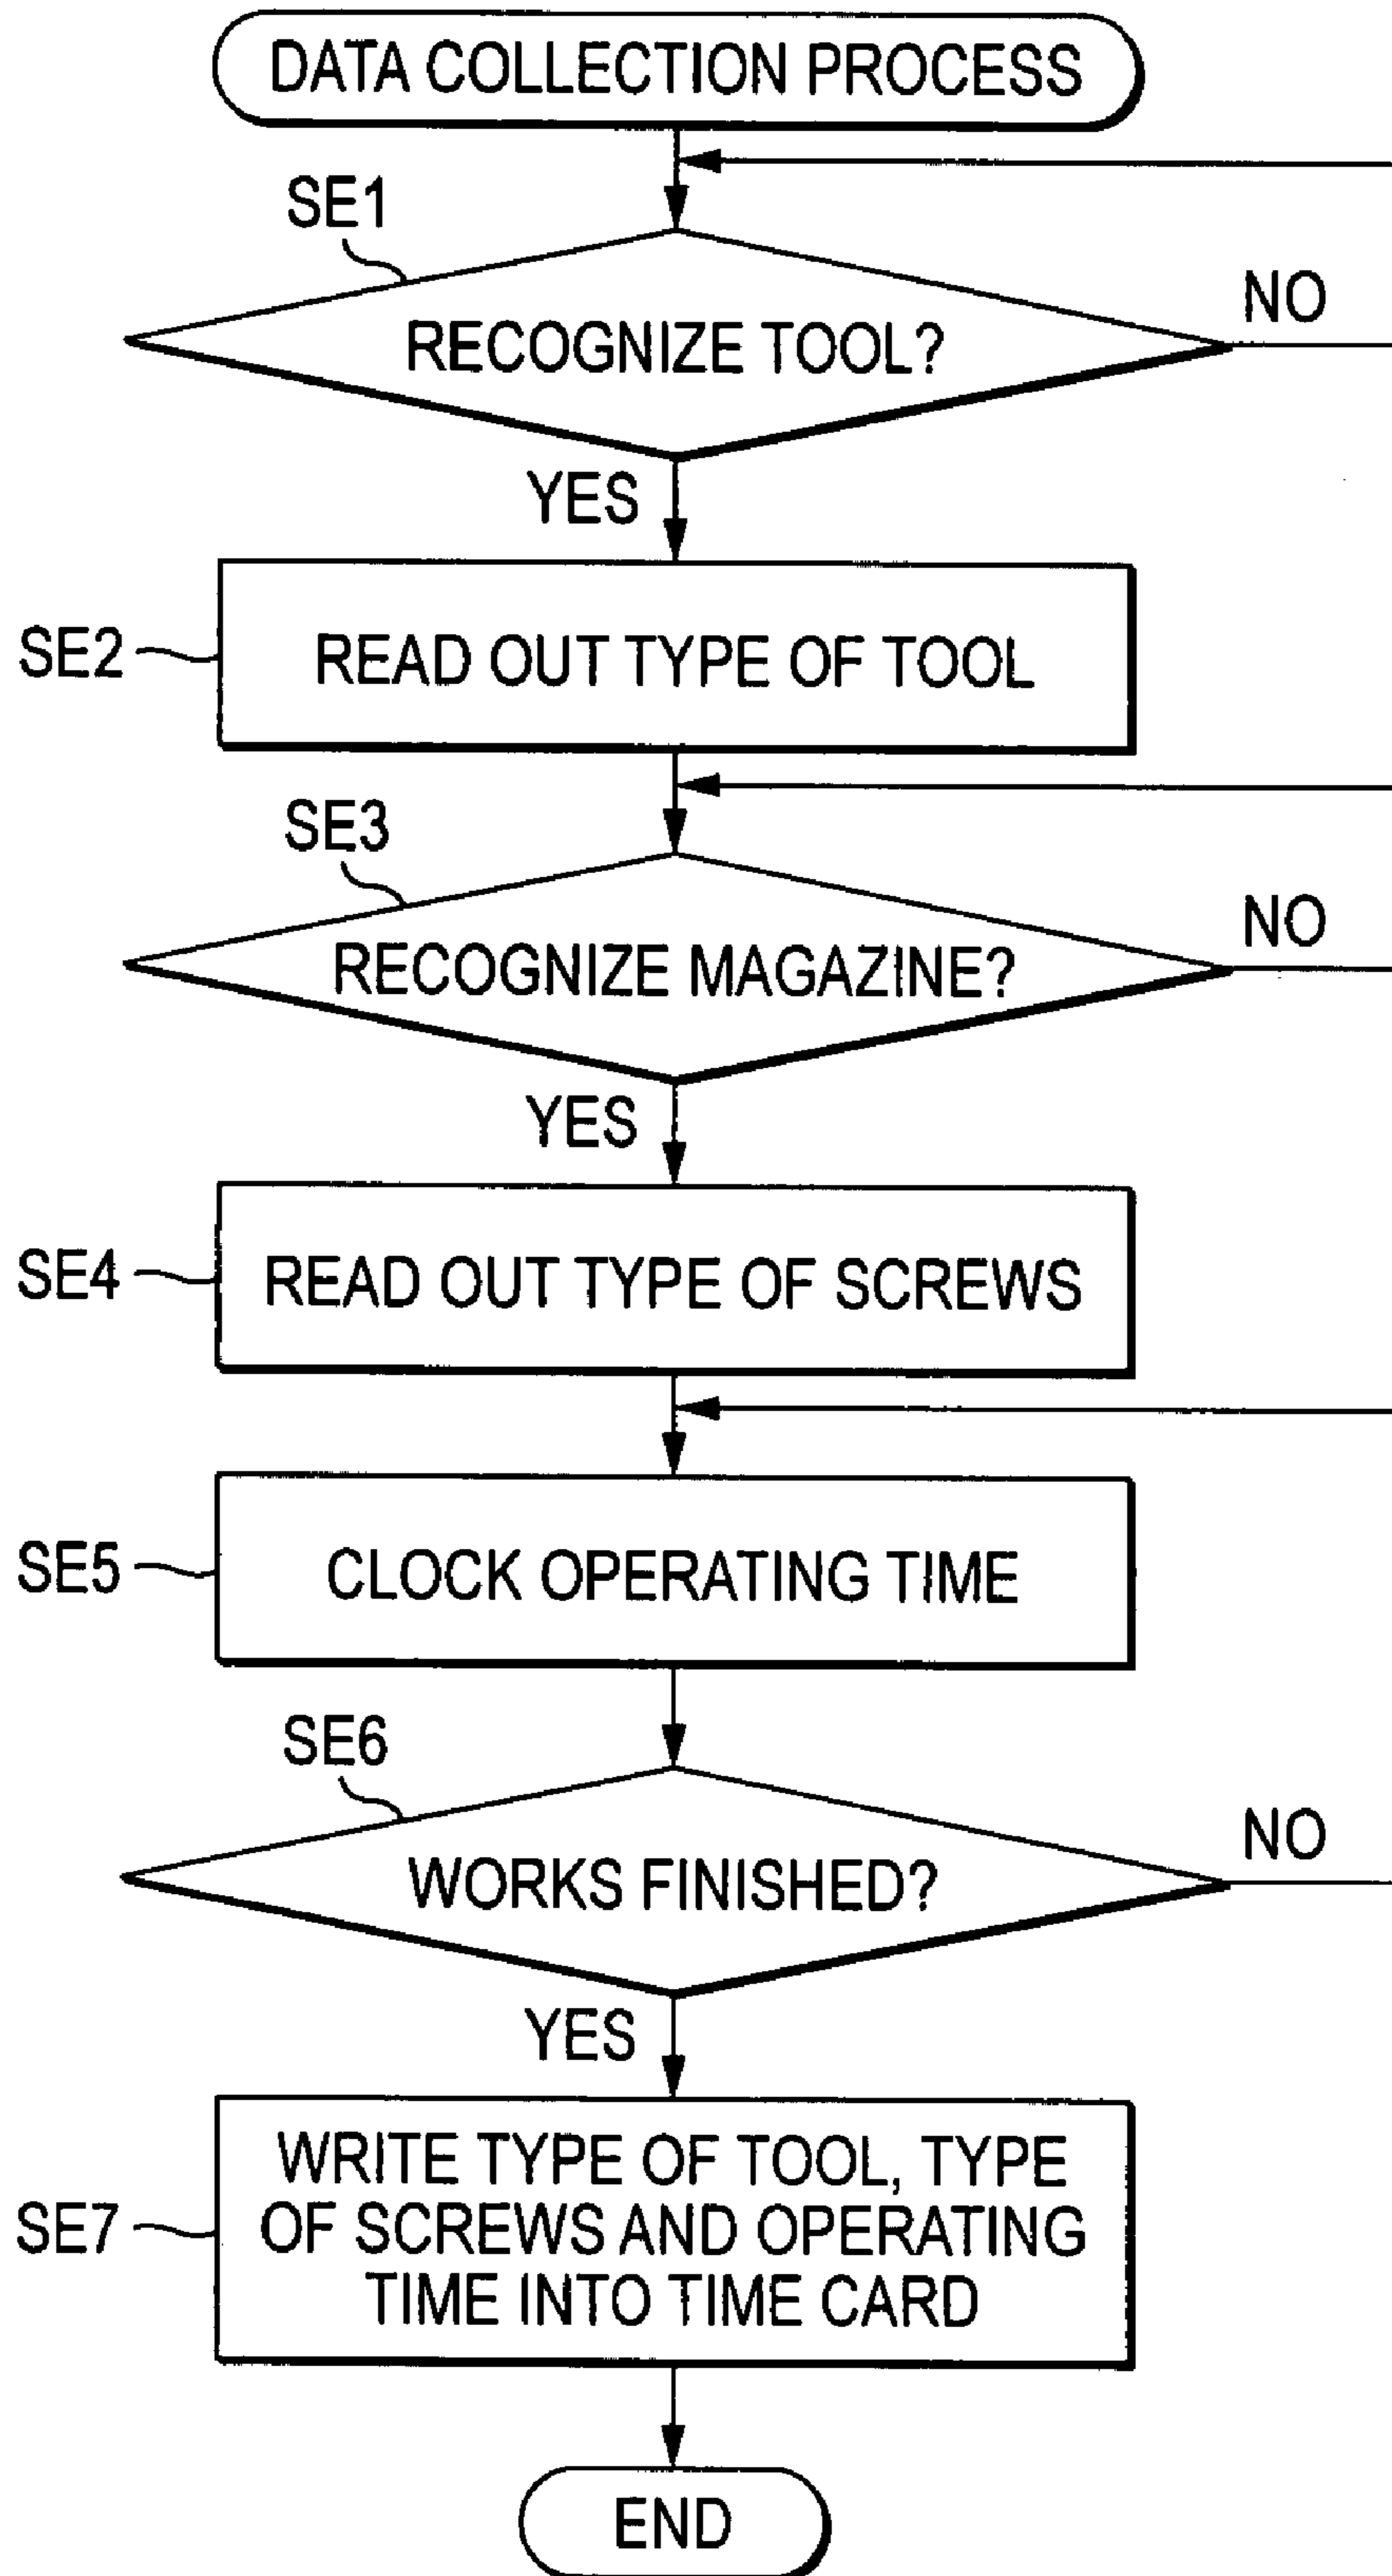 DATA COLLECTION PROCESS
SE1
RECOGNIZE TOOL?
NO
YES
SE2
READ OUT TYPE OF TOOL
SE3
RECOGNIZE MAGAZINE?
NO
YES
SE4
READ OUT TYPE OF SCREWS
SE5
CLOCK OPERATING TIME
SE6
WORKS FINISHED?
NO
YES
SE7
WRITE TYPE OF TOOL, TYPE
OF SCREWS AND OPERATING
TIME INTO TIME CARD
END